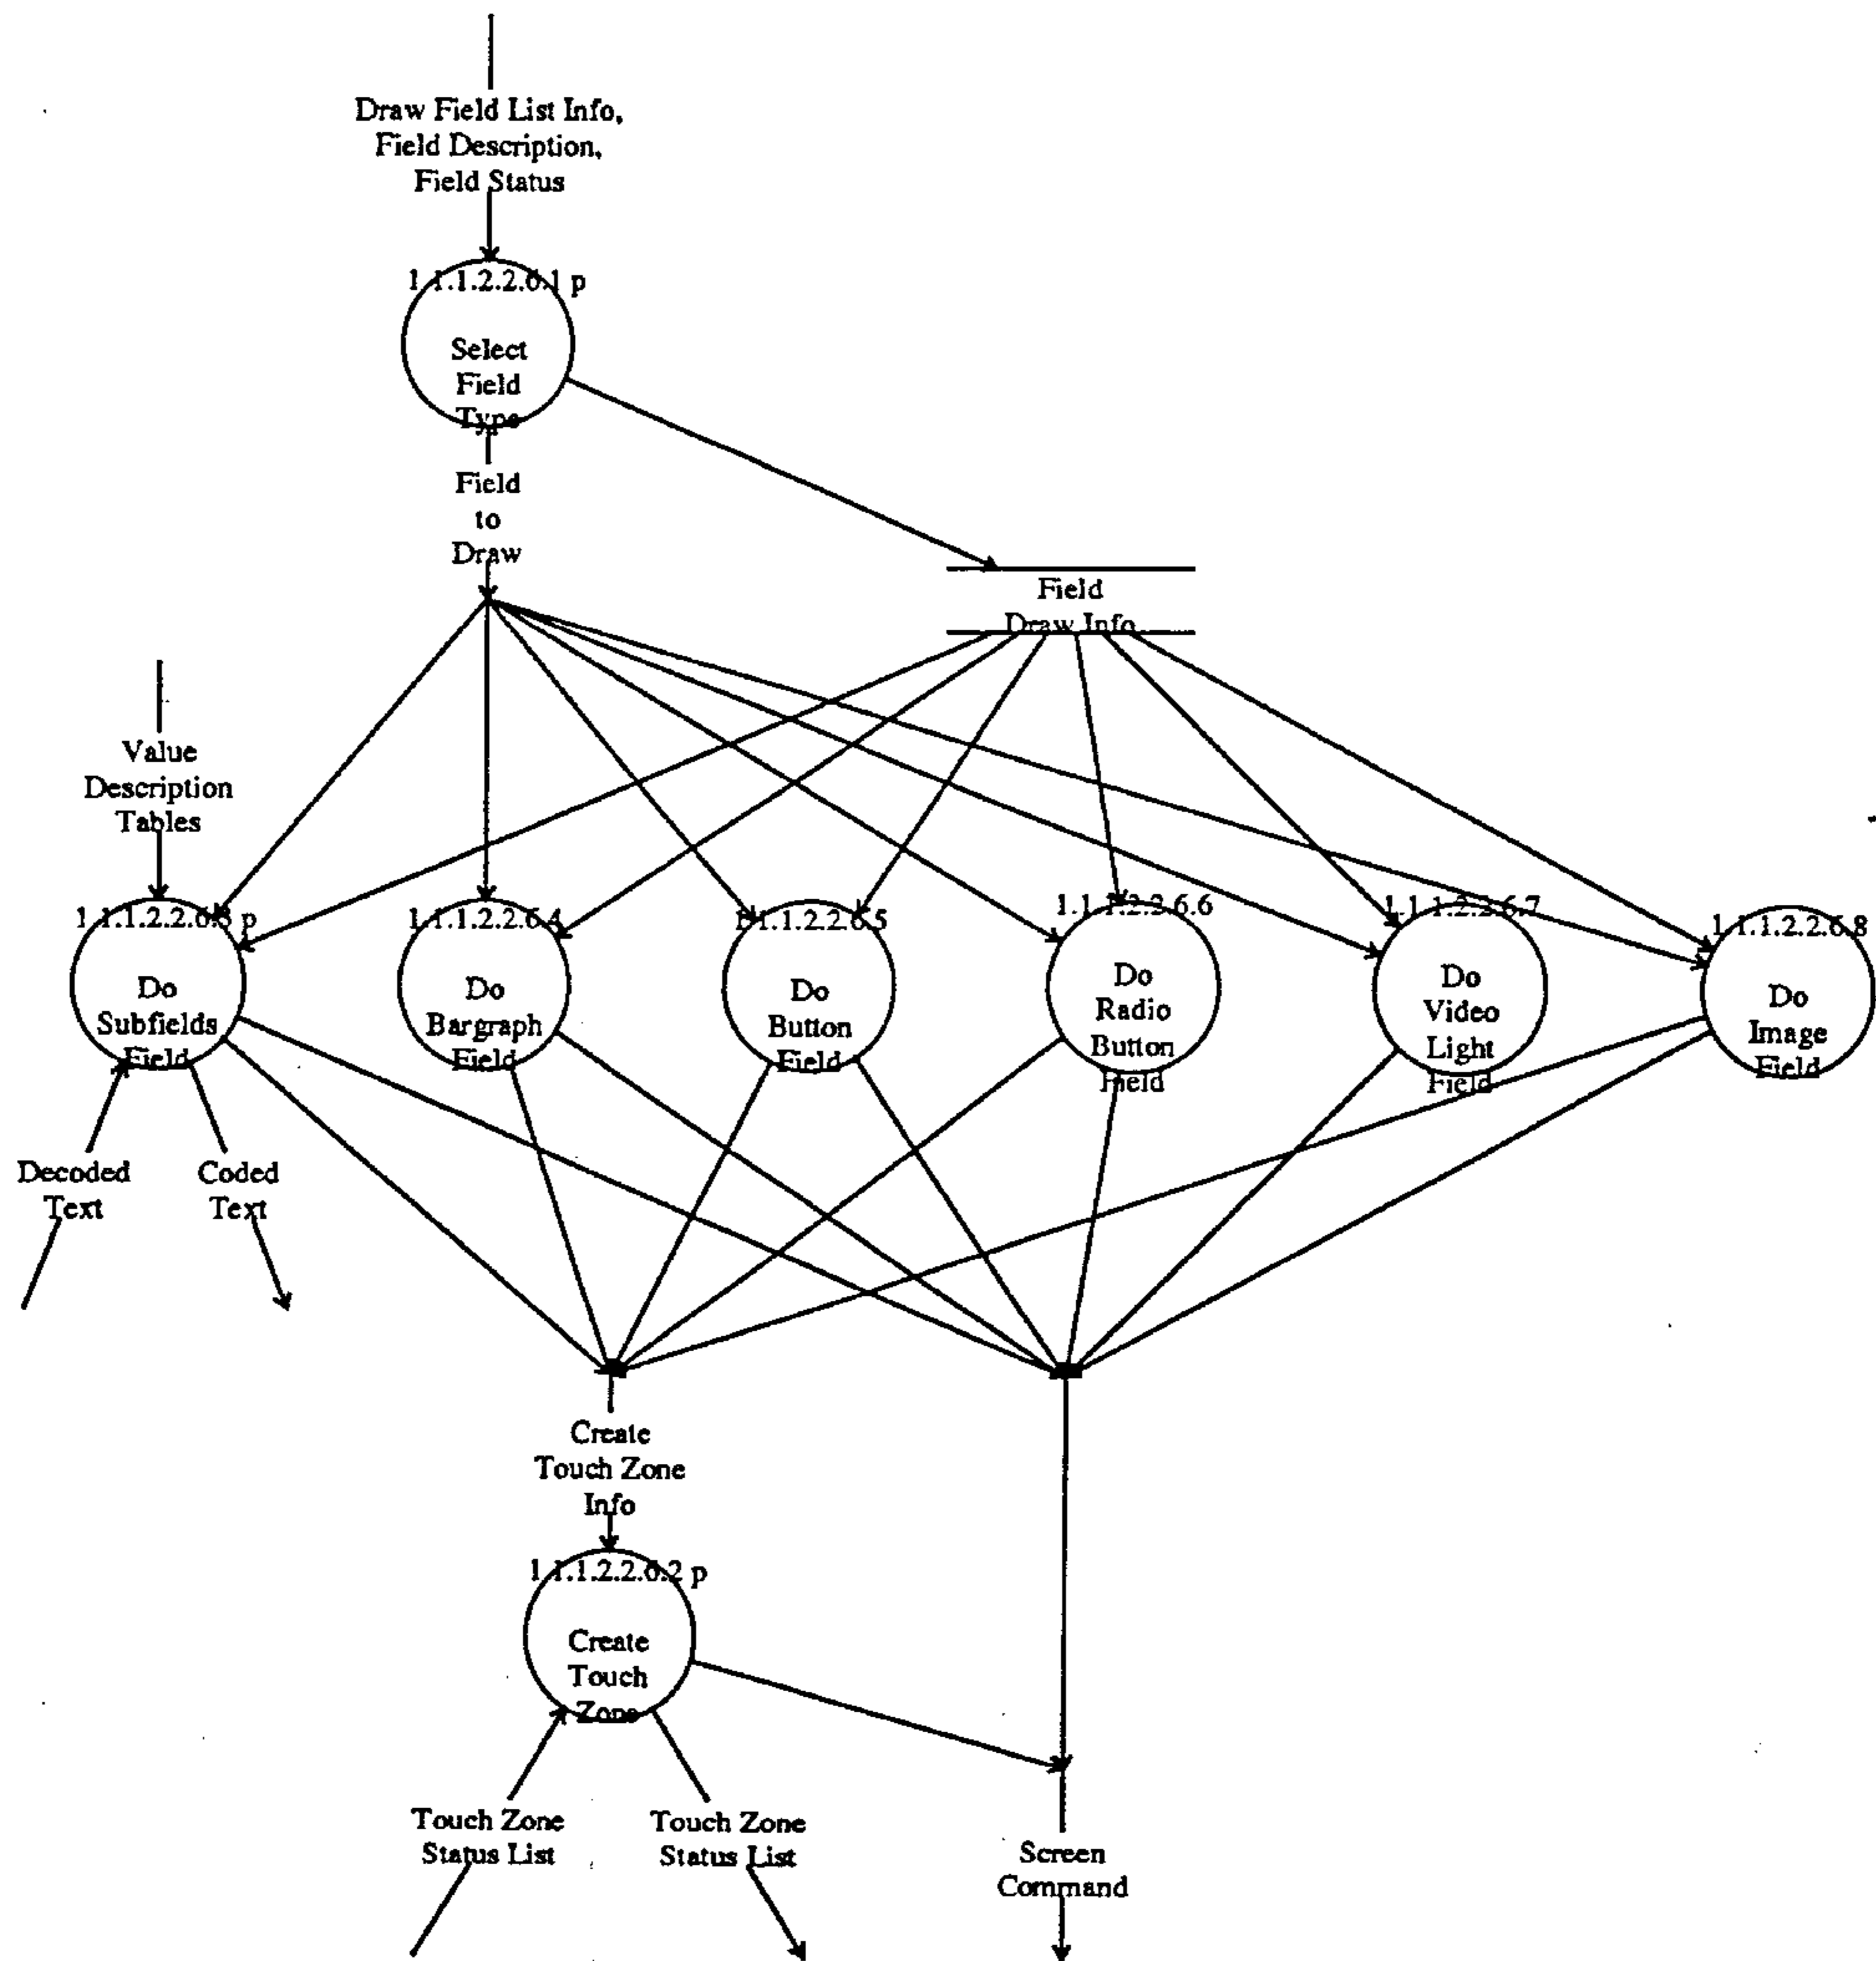 Draw Field List Info,
Field Description,
Field Status
1.1.1.2.2.6.1 p
Select
Field
Type
Field
to
Draw
Field
Draw Info
Value
Description
Tables
1.1.1.2.2.6.3 p
Do
Subfields
Field
1.1.1.2.2.6.4
Do
Bargraph
Field
1.1.1.2.2.6.5
Do
Button
Field
1.1.1.2.2.6.6
Do
Radio
Button
Field
1.1.1.2.2.6.7
Do
Video
Light
Field
1.1.1.2.2.6.8
Do
Image
Field
Decoded
Text
Coded
Text
Create
Touch Zone
Info
1.1.1.2.2.6.2 p
Create
Touch
Zone
Touch Zone
Status List
Touch Zone
Status List
Screen
Command